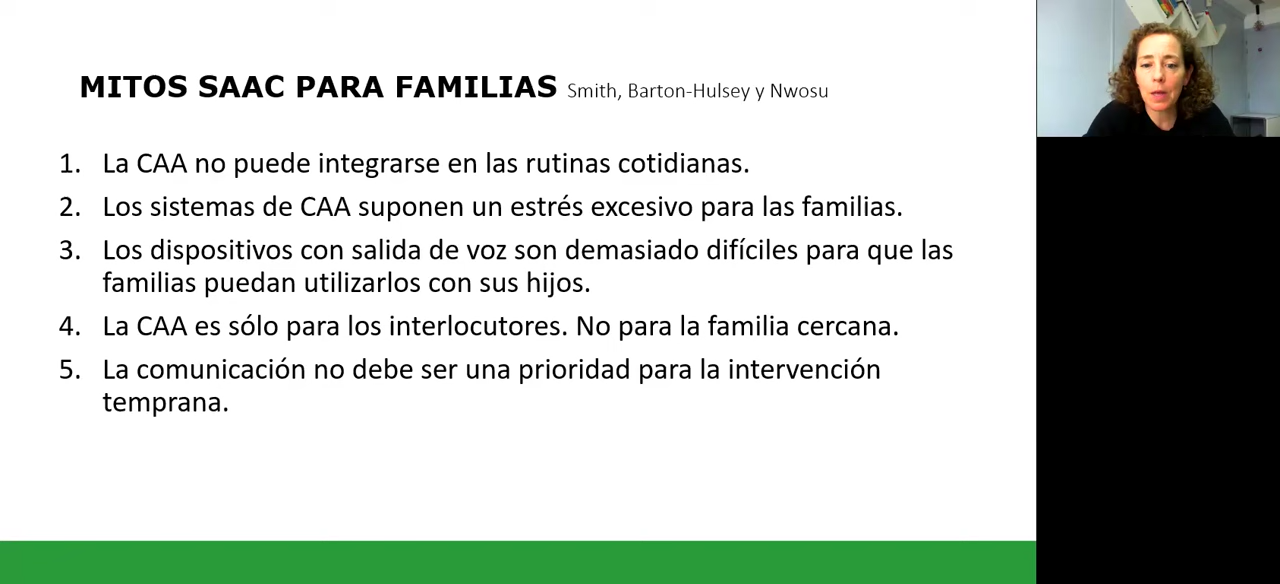 MITOS SAAC PARA FAMILIAS Smith, Barton-Hulsey y Nwosu
1. La CAA no puede integrarse en las rutinas cotidianas.
2. Los sistemas de CAA suponen un estrés excesivo para las familias.
3. Los dispositivos con salida de voz son demasiado difíciles para que las
familias puedan utilizarlos con sus hijos.
4. La CAA es sólo para los interlocutores. No para la familia cercana.
5. La comunicación no debe ser una prioridad para la intervención
temprana.